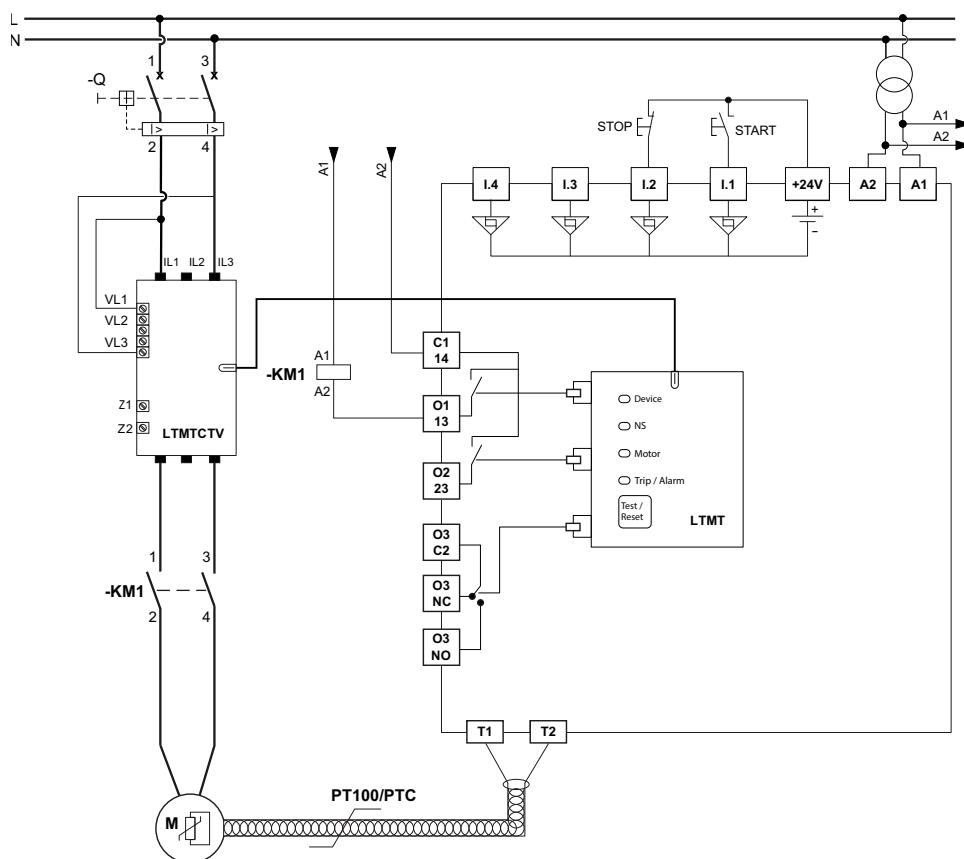 L
N
1 3
-Q
|> |>
2 4
A1
A2
STOP START
A1 A2
I.4 I.3 I.2 I.1 +24V A2 A1
+
–
IL1 IL2 IL3
VL1
VL2
VL3
Z1
Z2
LTMTCTV
A1
-KM1
A2
C1
14
O1
13
O2
23
O3
C2
O3
NC
O3
NO
Device
NS
Motor
Trip / Alarm
Test /
Reset
LTMT
1 3
-KM1
2 4
T1 T2
PT100/PTC
M